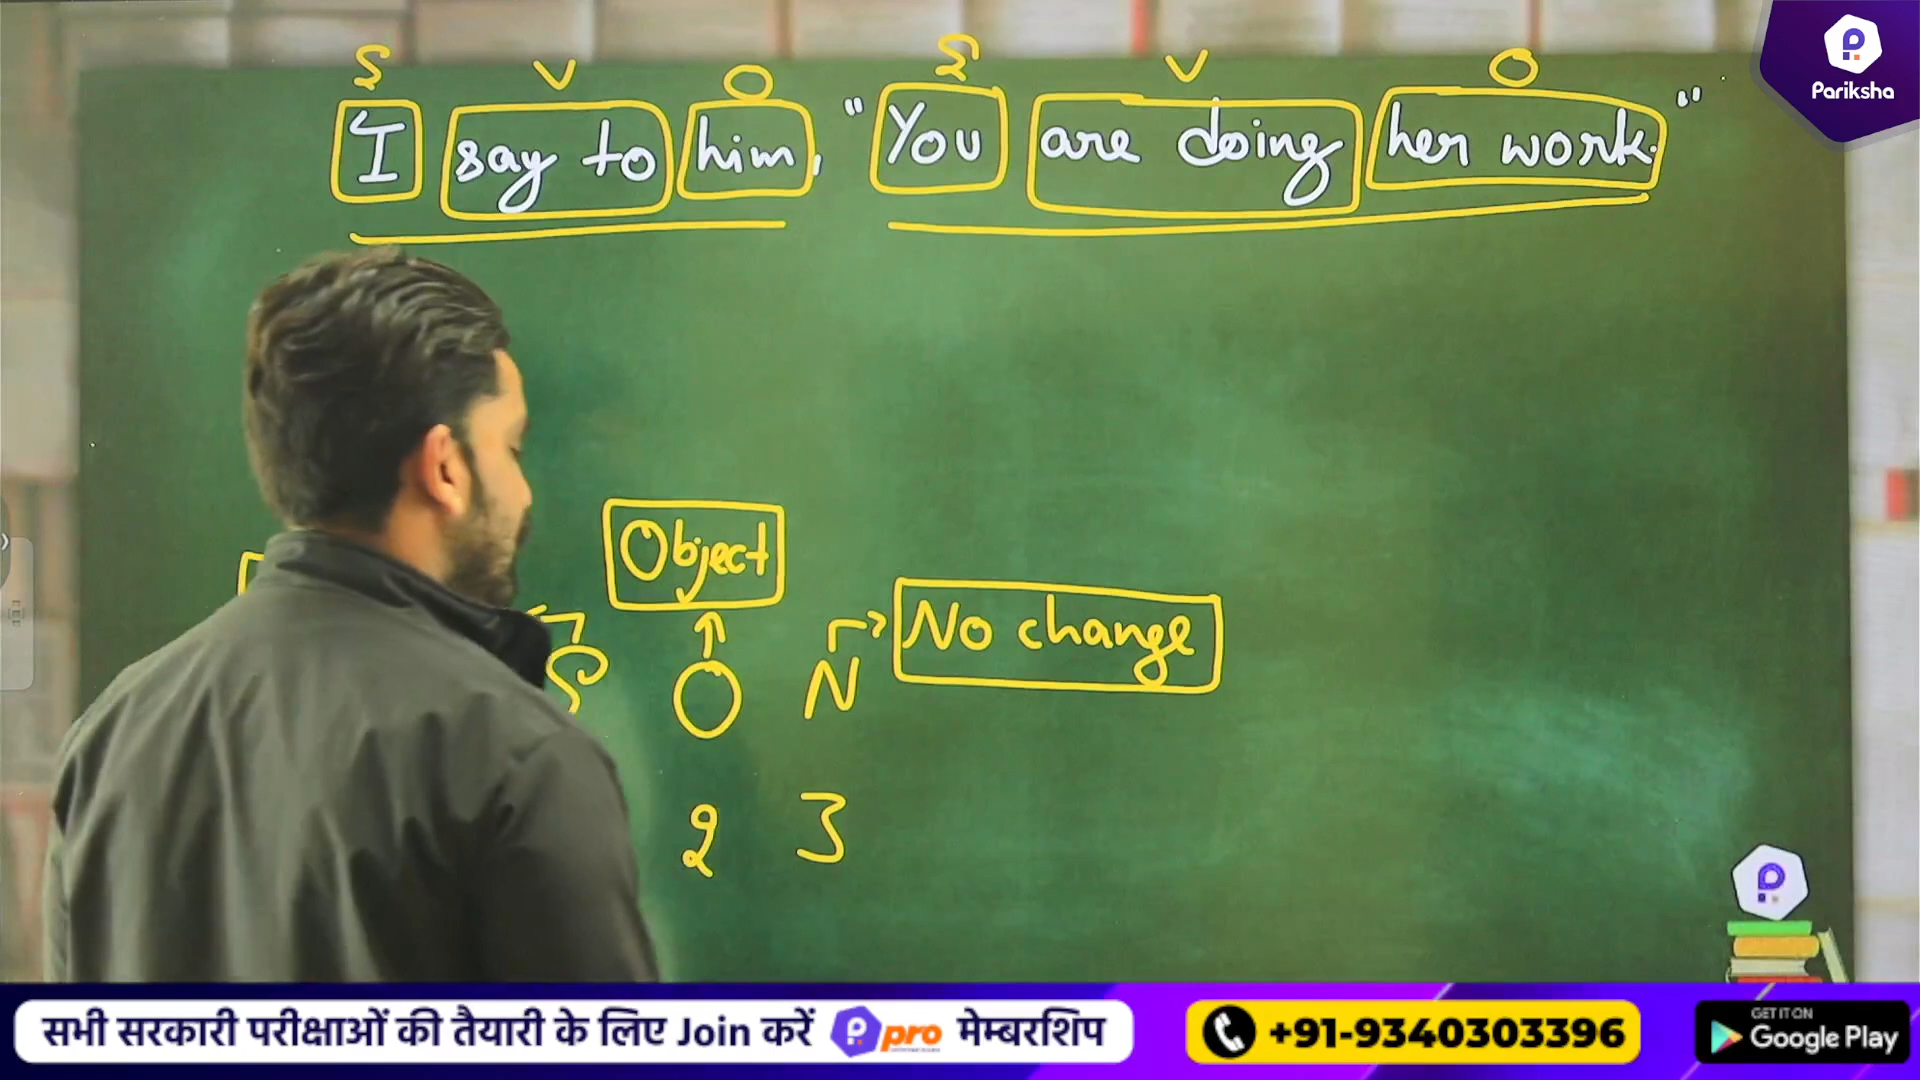 S V O S V O
I say to him, "You are doing her work."
Object
No change
S O N
2 3
Pariksha
सभी सरकारी परीक्षाओं की तैयारी के लिए Join करें P pro मेम्बरशिप
+91-9340303396
GET IT ON
Google Play